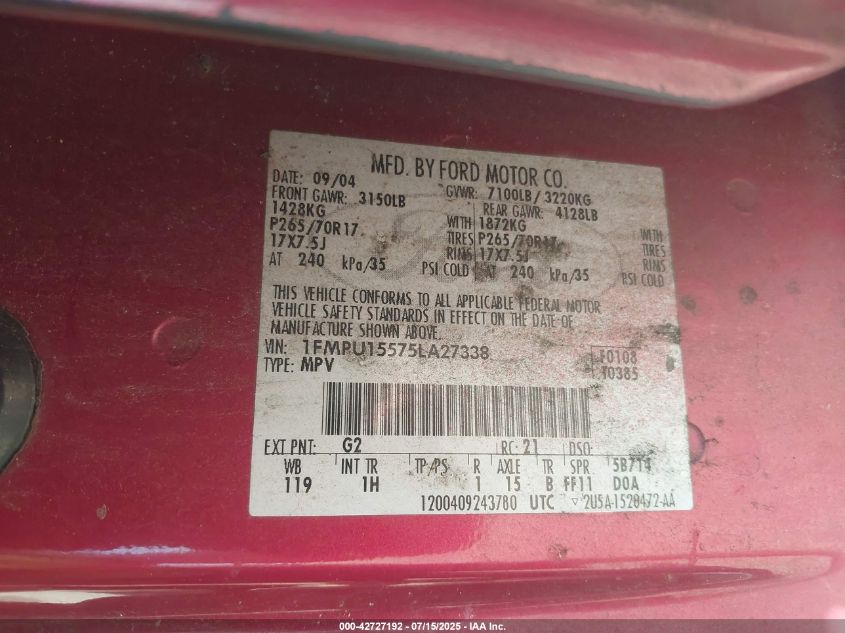 MFD. BY FORD MOTOR CO.
DATE: 09/04 GVWR: 7100LB / 3220KG
FRONT GAWR: 3150LB REAR GAWR: 4128LB
1428KG WITH 1872KG WITH
P265/70R17 TIRES P265/70R17 TIRES
17X7.5J RIMS 17X7.5J RIMS
AT 240 kPa/35 PSI COLD AT 240 kPa/35 PSI COLD
THIS VEHICLE CONFORMS TO ALL APPLICABLE FEDERAL MOTOR
VEHICLE SAFETY STANDARDS IN EFFECT ON THE DATE OF
MANUFACTURE SHOWN ABOVE.
VIN: 1FMPU15575LA27338 F0108
TYPE: MPV T0385
EXT PNT: G2 RC: 21 DSO:
WB INT TR TP/PS R AXLE TR SPR 5B714
119 1H 1 15 B FF11 DOA
1200409243780 UTC ▽ 2U5A-1520472-AA
000-42727192 - 07/15/2025 - IAA Inc.